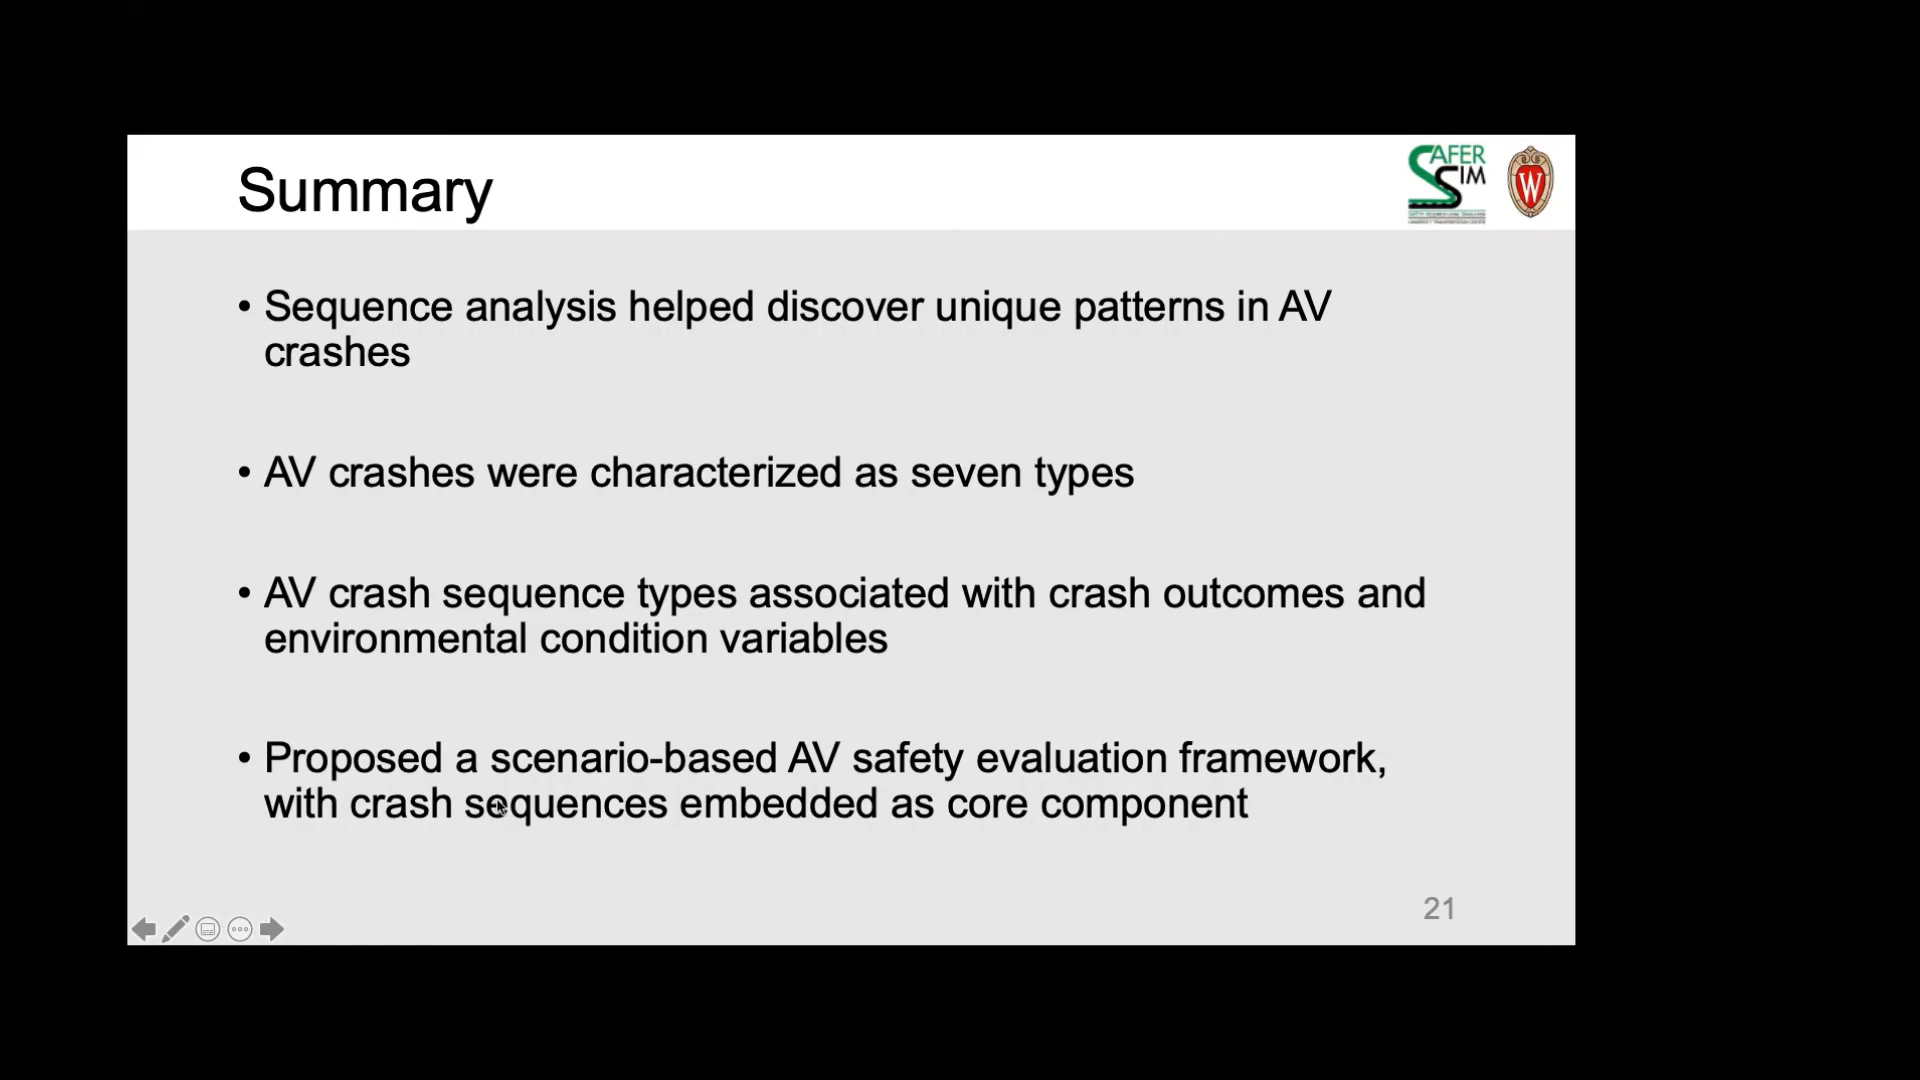 Summary
SAFER
SIM
W
• Sequence analysis helped discover unique patterns in AV
crashes
• AV crashes were characterized as seven types
• AV crash sequence types associated with crash outcomes and
environmental condition variables
• Proposed a scenario-based AV safety evaluation framework,
with crash sequences embedded as core component
21